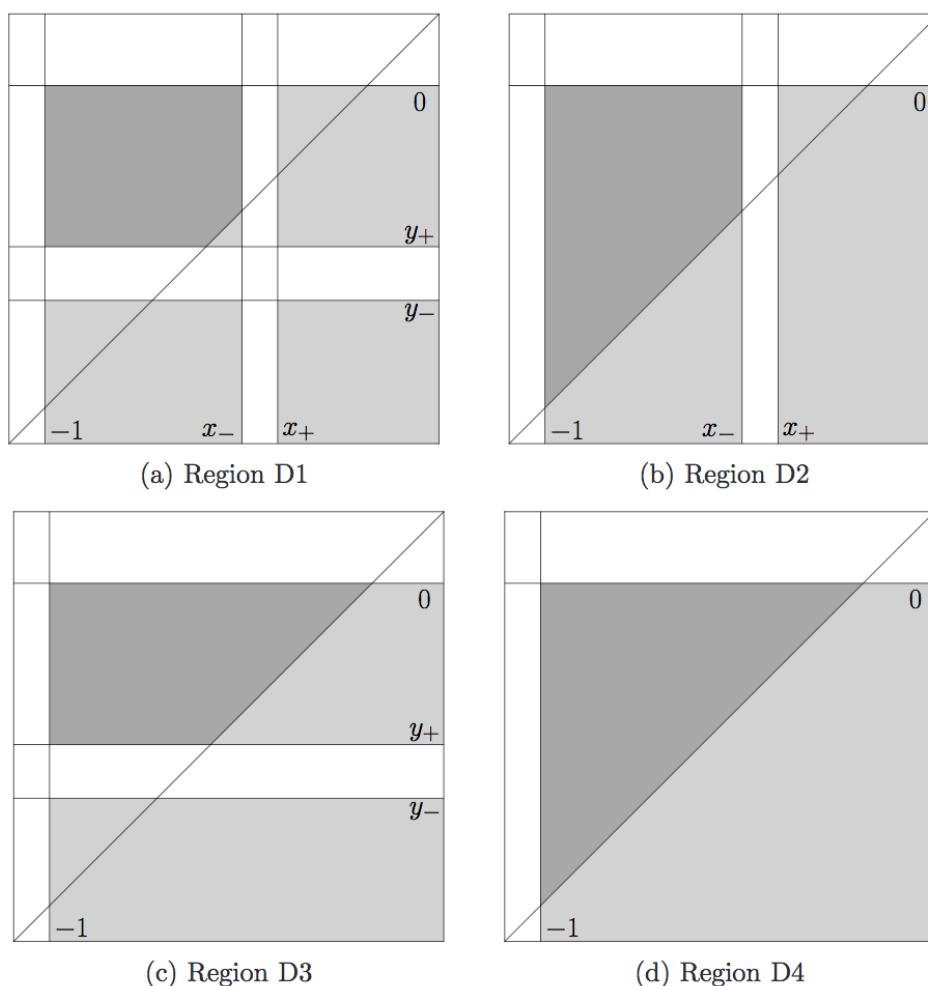 0
y₊
y₋
−1 x₋ x₊
(a) Region D1
0
−1 x₋ x₊
(b) Region D2
0
y₊
y₋
−1
(c) Region D3
0
−1
(d) Region D4